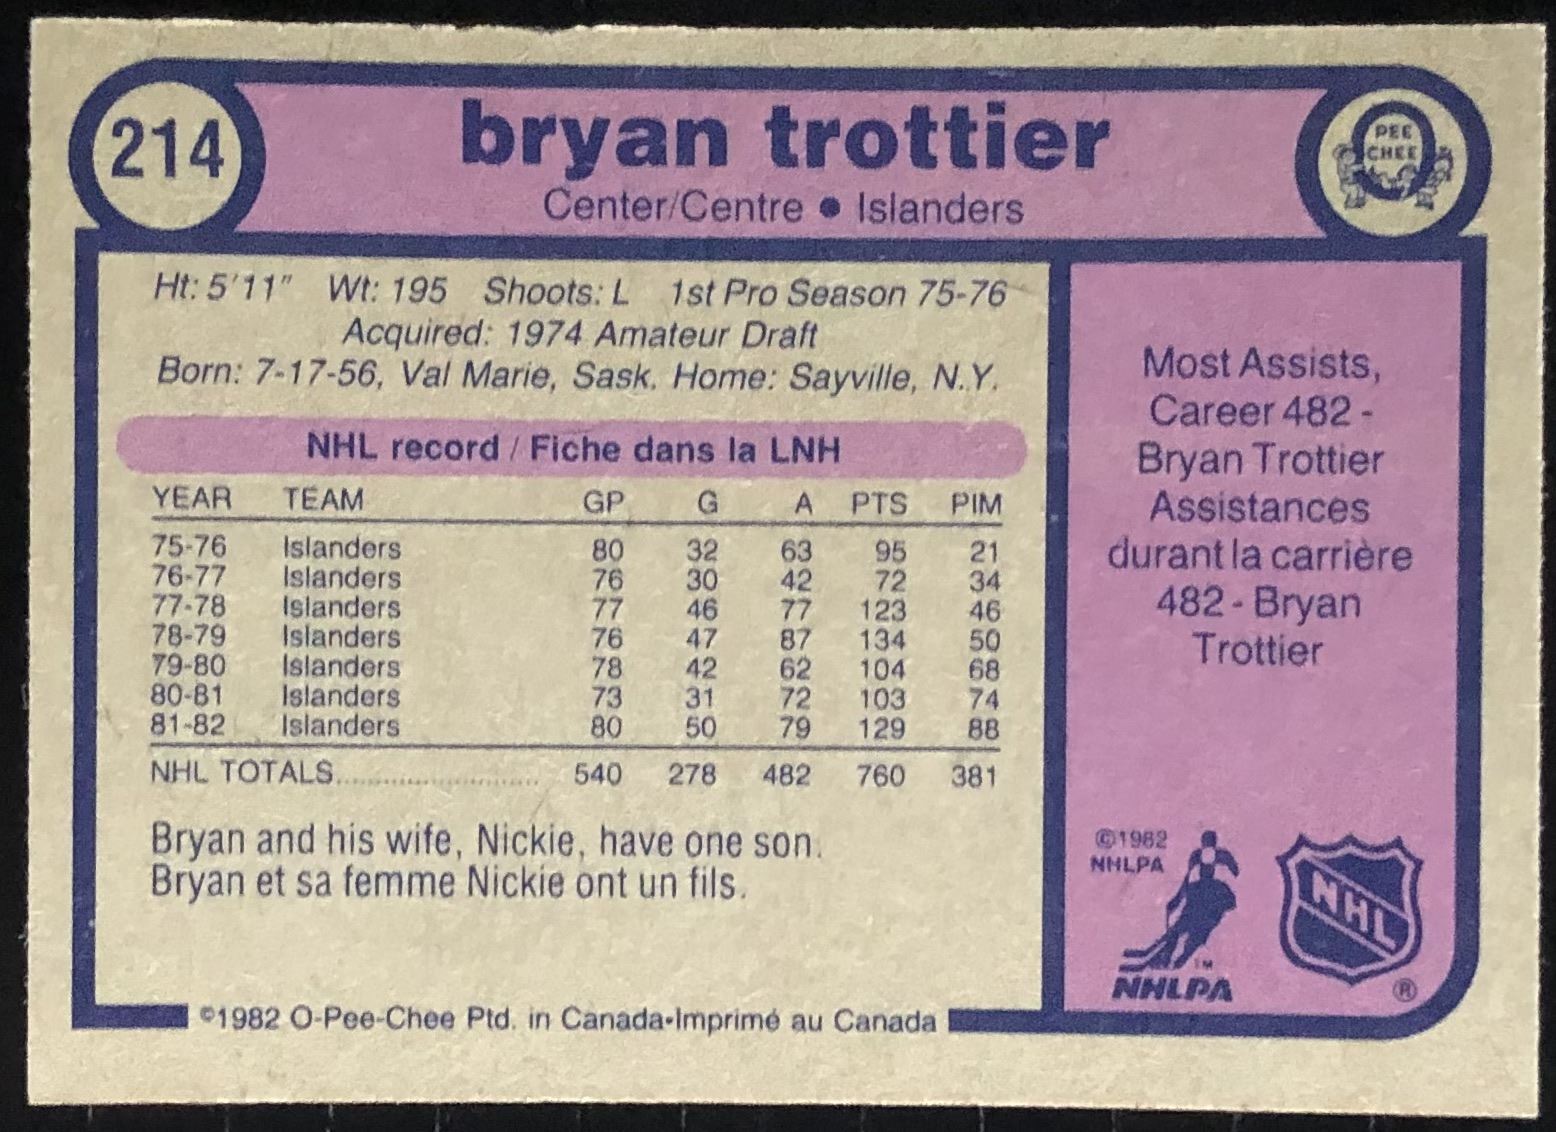 214
bryan trottier
Center/Centre • Islanders
PEE
CHEE
Ht: 5'11" Wt: 195 Shoots: L 1st Pro Season 75-76
Acquired: 1974 Amateur Draft
Born: 7-17-56, Val Marie, Sask. Home: Sayville, N.Y.
NHL record / Fiche dans la LNH
YEAR TEAM GP G A PTS PIM
75-76 Islanders 80 32 63 95 21
76-77 Islanders 76 30 42 72 34
77-78 Islanders 77 46 77 123 46
78-79 Islanders 76 47 87 134 50
79-80 Islanders 78 42 62 104 68
80-81 Islanders 73 31 72 103 74
81-82 Islanders 80 50 79 129 88
NHL TOTALS.......................... 540 278 482 760 381
Bryan and his wife, Nickie, have one son.
Bryan et sa femme Nickie ont un fils.
©1982 O-Pee-Chee Ptd. in Canada•Imprimé au Canada
Most Assists,
Career 482 -
Bryan Trottier
Assistances
durant la carrière
482 - Bryan
Trottier
©1982
NHLPA
TM
NHLPA
NHL
®